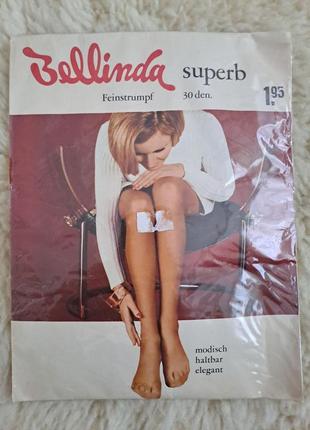 Bellinda superb
Feinstrumpf 30 den.
1.95
modisch
haltbar
elegant